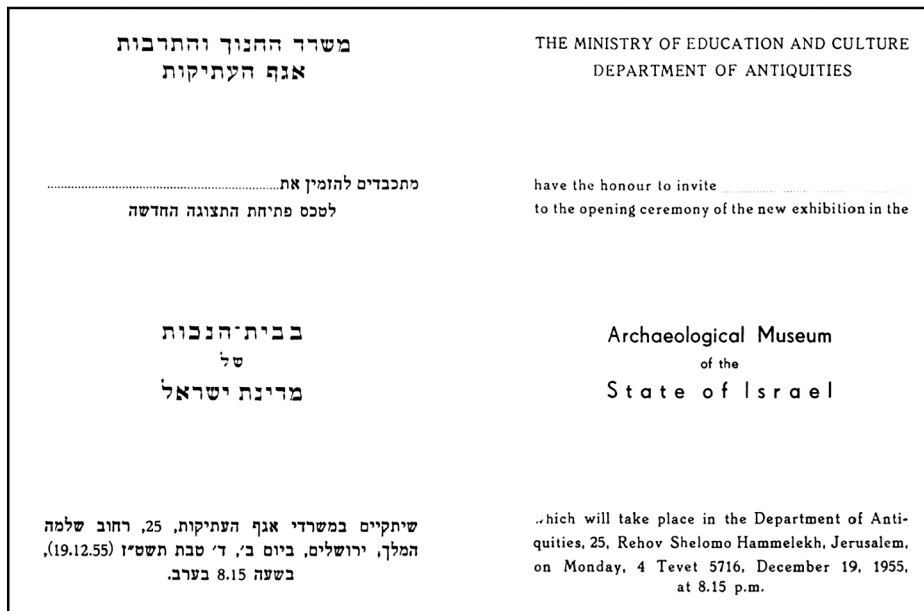 משרד החנוך והתרבות
אגף העתיקות
מתכבדים להזמין את
לטכס פתיחת התצוגה החדשה
בבית־הנכות
של
מדינת ישראל
שיתקיים במשרדי אגף העתיקות, 25, רחוב שלמה
המלך, ירושלים, ביום ב', ד' טבת תשט"ז (19.12.55),
בשעה 8.15 בערב.
THE MINISTRY OF EDUCATION AND CULTURE
DEPARTMENT OF ANTIQUITIES
have the honour to invite
to the opening ceremony of the new exhibition in the
Archaeological Museum
of the
State of Israel
which will take place in the Department of Anti-
quities, 25, Rehov Shelomo Hammelekh, Jerusalem,
on Monday, 4 Tevet 5716, December 19, 1955,
at 8.15 p.m.